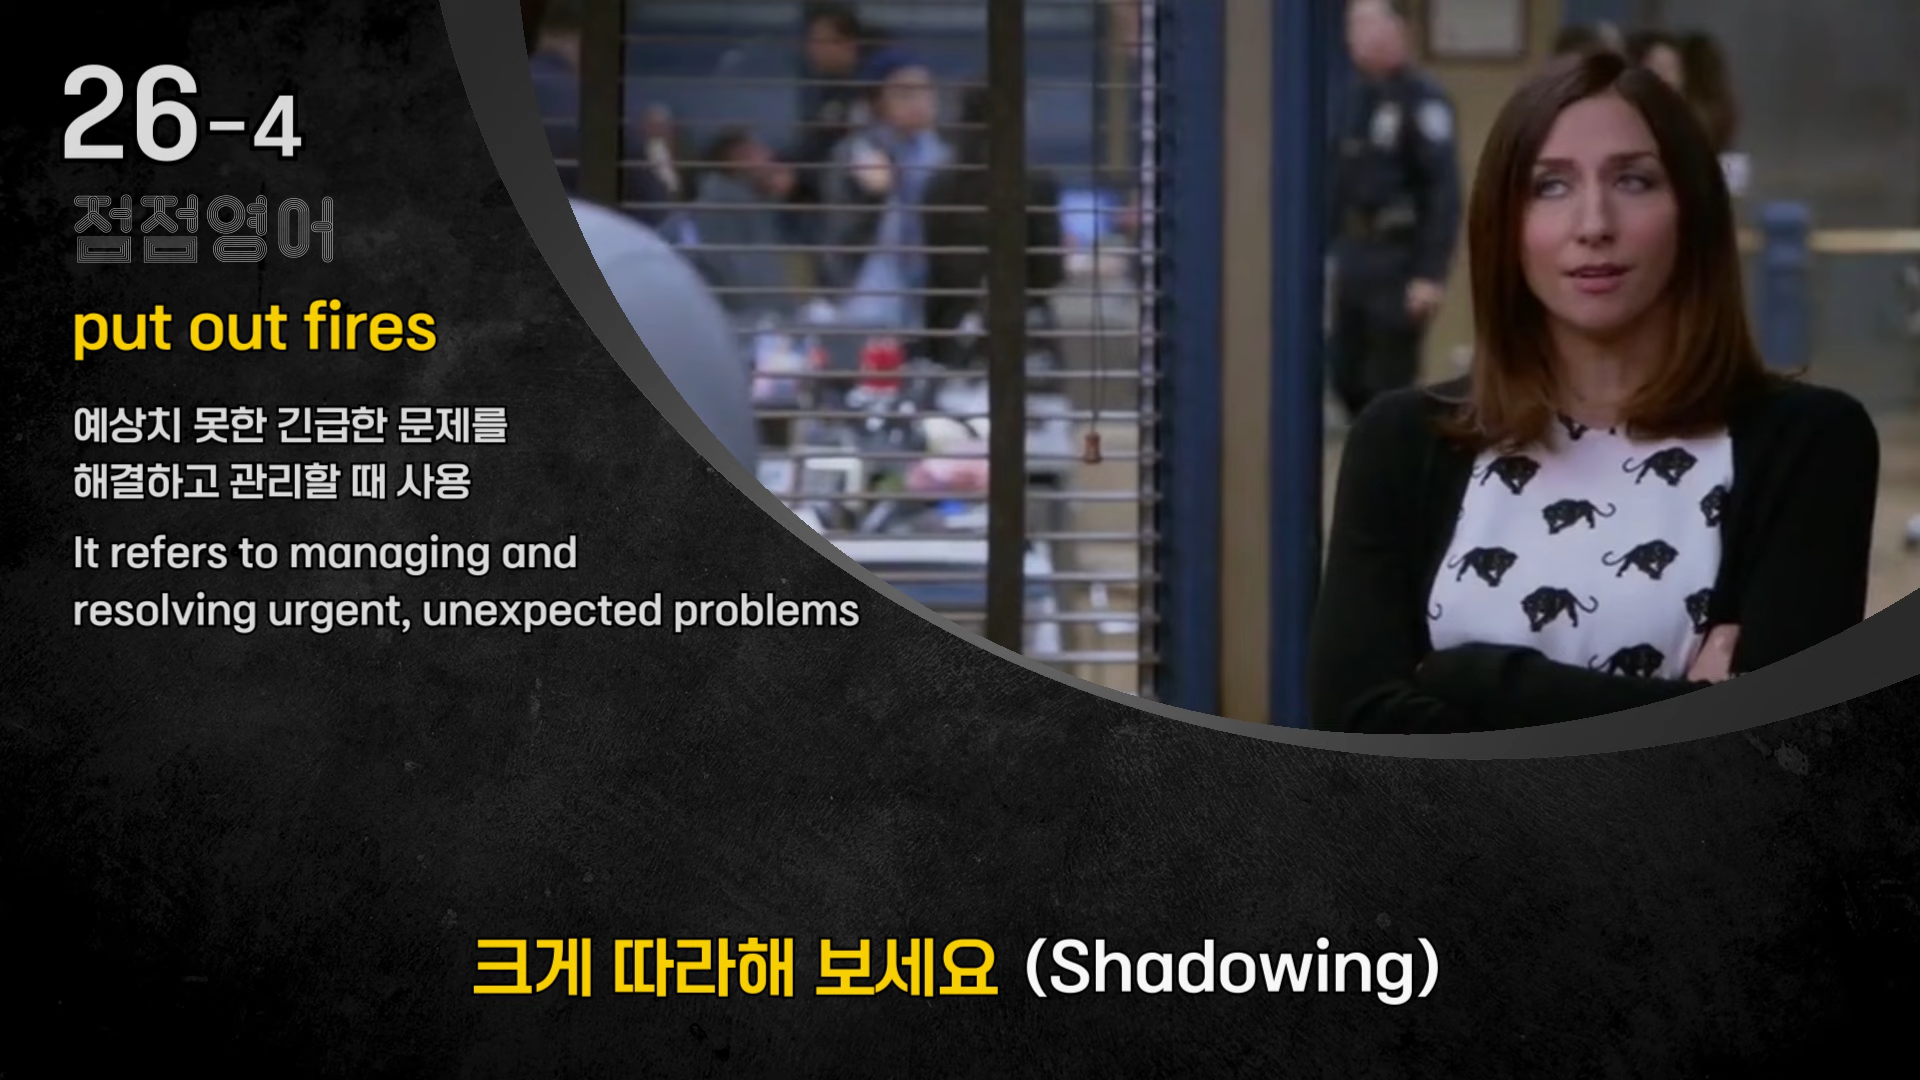 26-4
점점영어
put out fires
예상치 못한 긴급한 문제를
해결하고 관리할 때 사용
It refers to managing and
resolving urgent, unexpected problems
크게 따라해 보세요 (Shadowing)